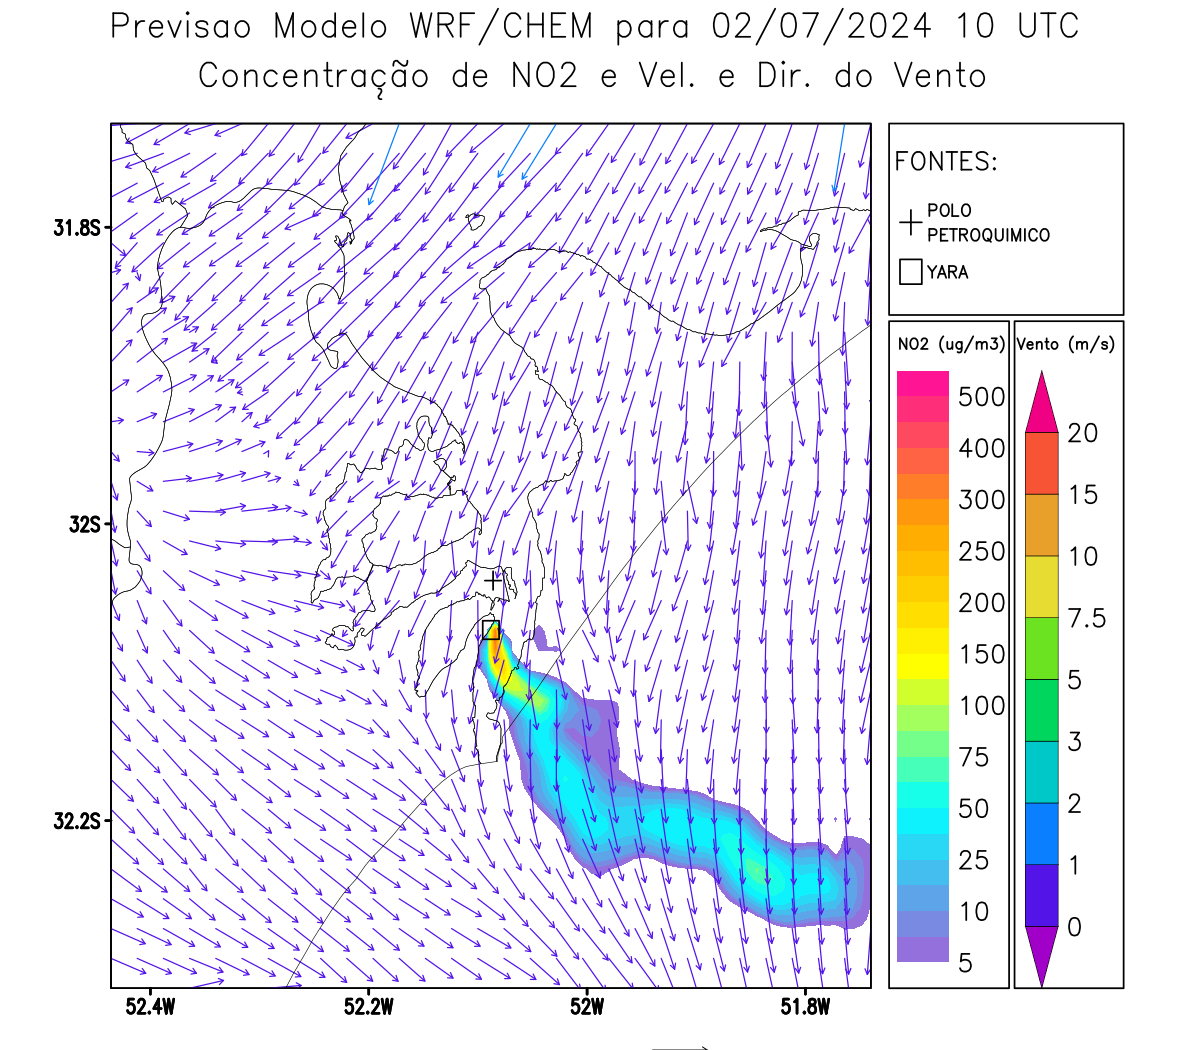 Previsao Modelo WRF/CHEM para 02/07/2024 10 UTC
Concentração de NO2 e Vel. e Dir. do Vento
FONTES:
POLO
PETROQUIMICO
YARA
NO2 (ug/m3)
500
400
300
250
200
150
100
75
50
25
10
5
Vento (m/s)
20
15
10
7.5
5
3
2
1
0
31.8S
32S
32.2S
52.4W
52.2W
52W
51.8W